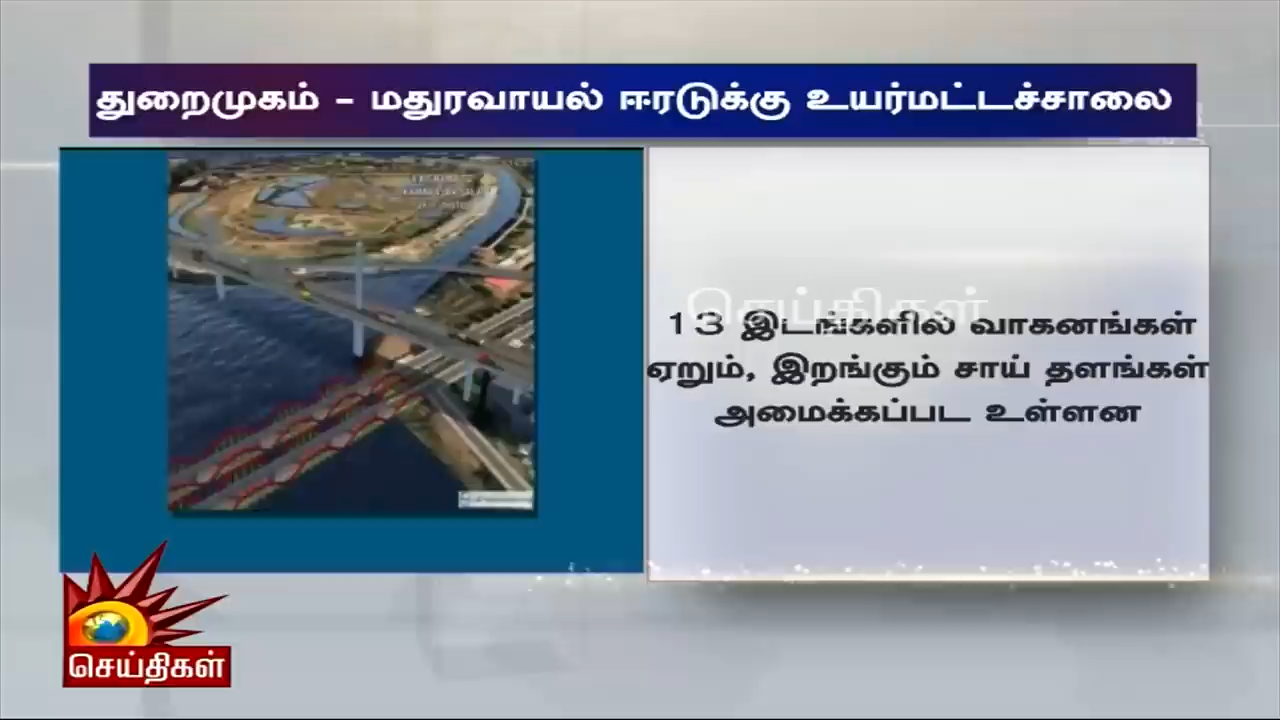 துறைமுகம் - மதுரவாயல் ஈரடுக்கு உயர்மட்டச்சாலை
செய்திகள்
13 இடங்களில் வாகனங்கள்
ஏறும், இறங்கும் சாய் தளங்கள்
அமைக்கப்பட உள்ளன
செய்திகள்